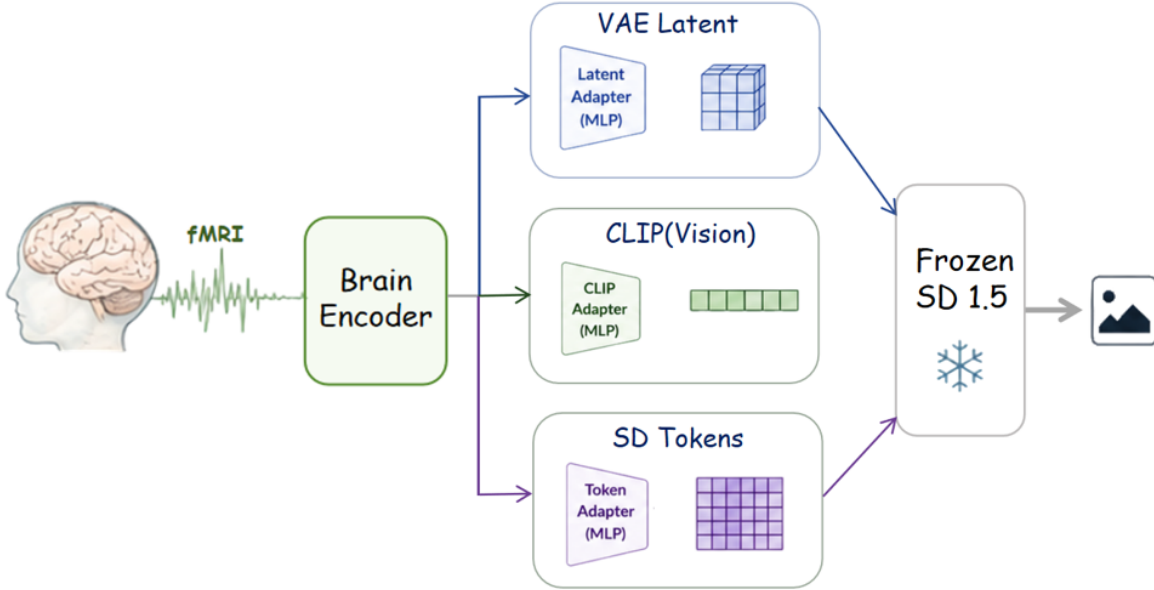 VAE Latent
Latent
Adapter
(MLP)
fMRI
Brain
Encoder
CLIP(Vision)
CLIP
Adapter
(MLP)
Frozen
SD 1.5
SD Tokens
Token
Adapter
(MLP)